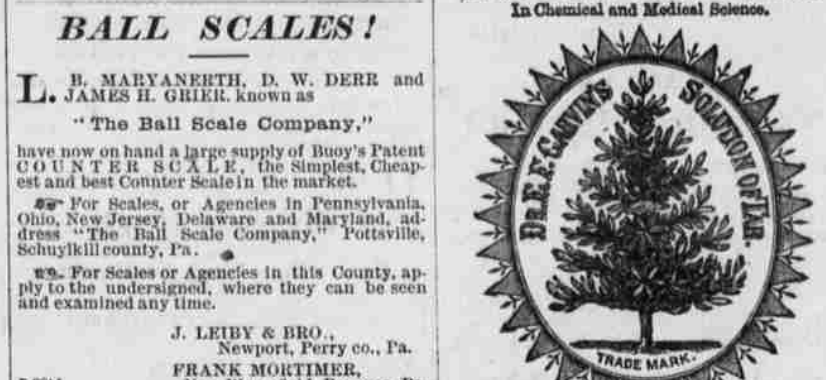 BALL SCALES!
L. B. MARYANERTH, D. W. DERR and
JAMES H. GRIER, known as
"The Ball Scale Company,"
have now on hand a large supply of Buoy's Patent
COUNTER SCALE, the Simplest, Cheap-
est and best Counter Scale in the market.
For Scales, or Agencies in Pennsylvania,
Ohio, New Jersey, Delaware and Maryland, ad-
dress "The Ball Scale Company," Pottsville,
Schuylkill county, Pa.
For Scales or Agencies in this County, ap-
ply to the undersigned, where they can be seen
and examined any time.
J. LEIBY & BRO.,
Newport, Perry co., Pa.
FRANK MORTIMER,
In Chemical and Medical Science.
DR. E. F. GARVIN'S
SOLUTION OF TAR.
TRADE MARK.